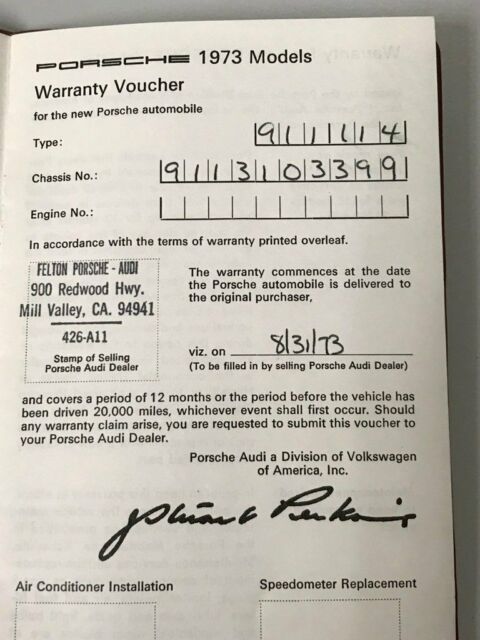 PORSCHE 1973 Models
Warranty Voucher
for the new Porsche automobile
Type: 911114
Chassis No.: 9113103399
Engine No.:
In accordance with the terms of warranty printed overleaf.
FELTON PORSCHE - AUDI
900 Redwood Hwy.
Mill Valley, CA. 94941
426-A11
Stamp of Selling
Porsche Audi Dealer
The warranty commences at the date
the Porsche automobile is delivered to
the original purchaser,
viz. on 8/31/73
(To be filled in by selling Porsche Audi Dealer)
and covers a period of 12 months or the period before the vehicle has
been driven 20,000 miles, whichever event shall first occur. Should
any warranty claim arise, you are requested to submit this voucher to
your Porsche Audi Dealer.
Porsche Audi a Division of Volkswagen
of America, Inc.
Air Conditioner Installation
Speedometer Replacement